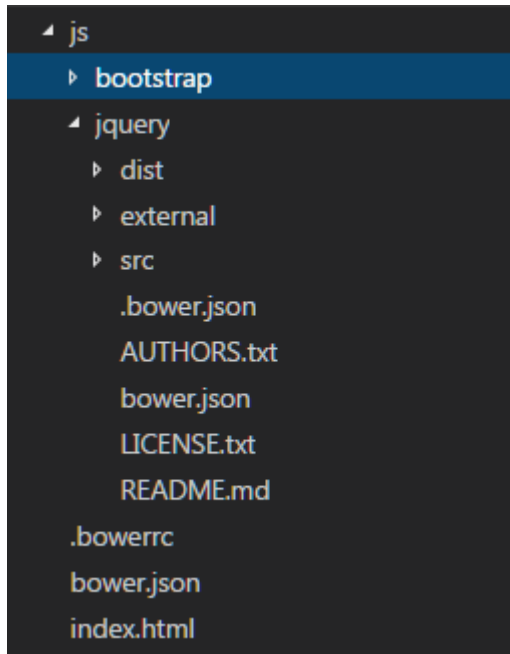 js
bootstrap
jquery
dist
external
src
.bower.json
AUTHORS.txt
bower.json
LICENSE.txt
README.md
.bowerrc
bower.json
index.html